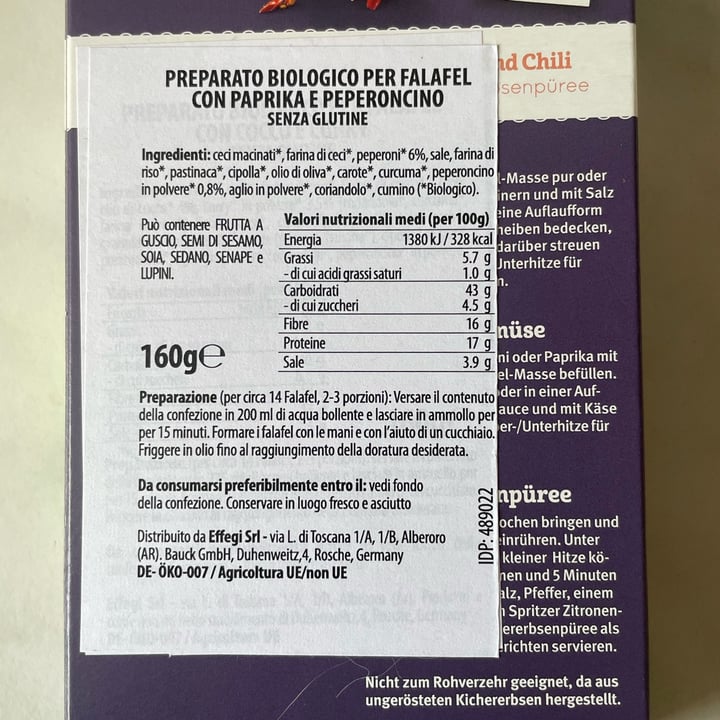 nd Chili
senpüree
PREPARATO BIOLOGICO PER FALAFEL
CON PAPRIKA E PEPERONCINO
SENZA GLUTINE
Ingredienti: ceci macinati*, farina di ceci*, peperoni* 6%, sale, farina di
riso*, pastinaca*, cipolla*, olio di oliva*, carote*, curcuma*, peperoncino
in polvere* 0,8%, aglio in polvere*, coriandolo*, cumino (*Biologico).
Può contenere FRUTTA A
GUSCIO, SEMI DI SESAMO,
SOIA, SEDANO, SENAPE e
LUPINI.
Valori nutrizionali medi (per 100g)
Energia 1380 kJ / 328 kcal
Grassi 5.7 g
- di cui acidi grassi saturi 1.0 g
Carboidrati 43 g
- di cui zuccheri 4.5 g
Fibre 16 g
Proteine 17 g
Sale 3.9 g
160g℮
Preparazione (per circa 14 Falafel, 2-3 porzioni): Versare il contenuto
della confezione in 200 ml di acqua bollente e lasciare in ammollo per
per 15 minuti. Formare i falafel con le mani e con l'aiuto di un cucchiaio.
Friggere in olio fino al raggiungimento della doratura desiderata.
Da consumarsi preferibilmente entro il: vedi fondo
della confezione. Conservare in luogo fresco e asciutto
Distribuito da Effegi Srl - via L. di Toscana 1/A, 1/B, Alberoro
(AR). Bauck GmbH, Duhenweitz,4, Rosche, Germany
DE- ÖKO-007 / Agricoltura UE/non UE
IDP: 489022
l-Masse pur oder
inern und mit Salz
eine Auflaufform
heiben bedecken,
darüber streuen
Unterhitze für
n.
müse
ni oder Paprika mit
el-Masse befüllen.
oder in einer Auf-
auce und mit Käse
er-/Unterhitze für
npüree
ochen bringen und
einrühren. Unter
kleiner Hitze kö-
nen und 5 Minuten
alz, Pfeffer, einem
n Spritzer Zitronen-
ererbsenpüree als
richten servieren.
Nicht zum Rohverzehr geeignet, da aus
ungerösteten Kichererbsen hergestellt.